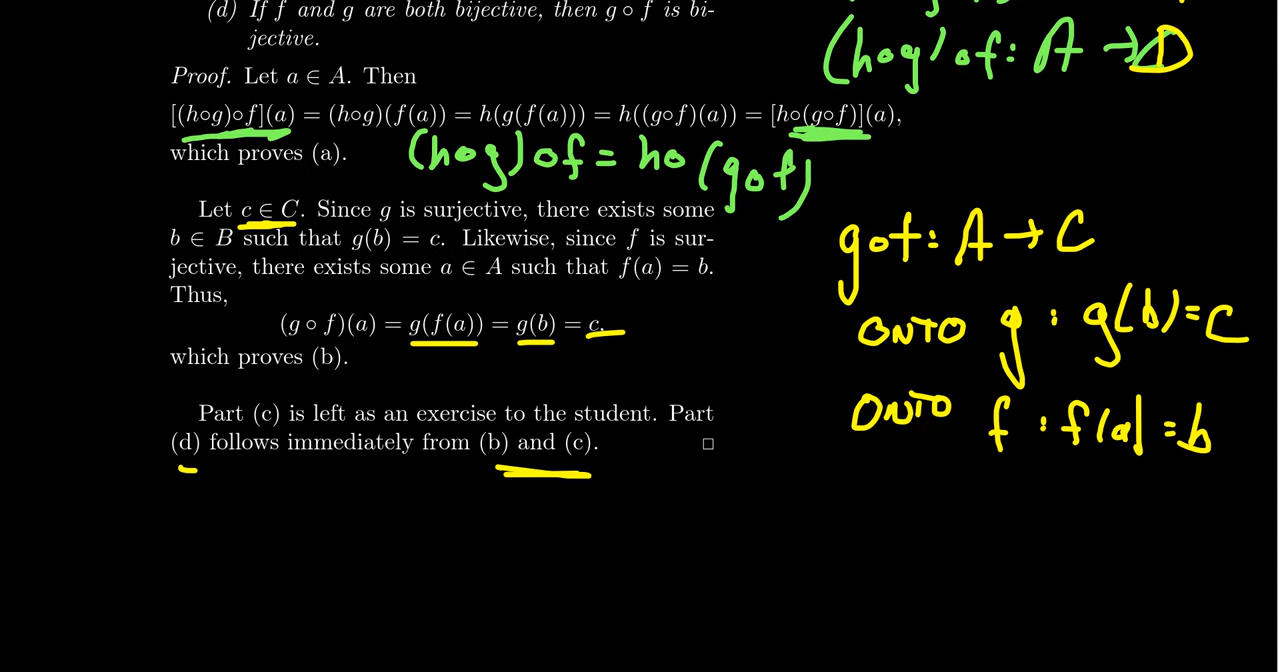 (d) If f and g are both bijective, then g ∘ f is bi-
jective.
(h∘g)∘f: A → D
Proof. Let a ∈ A. Then
[(h∘g)∘f](a) = (h∘g)(f(a)) = h(g(f(a))) = h((g∘f)(a)) = [h∘(g∘f)](a),
which proves (a).
(h∘g)∘f = h∘(g∘f)
Let c ∈ C. Since g is surjective, there exists some
b ∈ B such that g(b) = c. Likewise, since f is sur-
jective, there exists some a ∈ A such that f(a) = b.
Thus,
(g ∘ f)(a) = g(f(a)) = g(b) = c,
which proves (b).
g∘f: A → C
ONTO g : g(b) = c
ONTO f : f(a) = b
Part (c) is left as an exercise to the student. Part
(d) follows immediately from (b) and (c). □